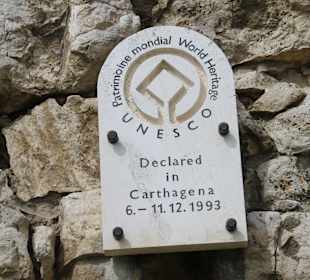 Patrimoine mondial World Heritage
UNESCO
Declared
in
Carthagena
6. – 11.12.1993